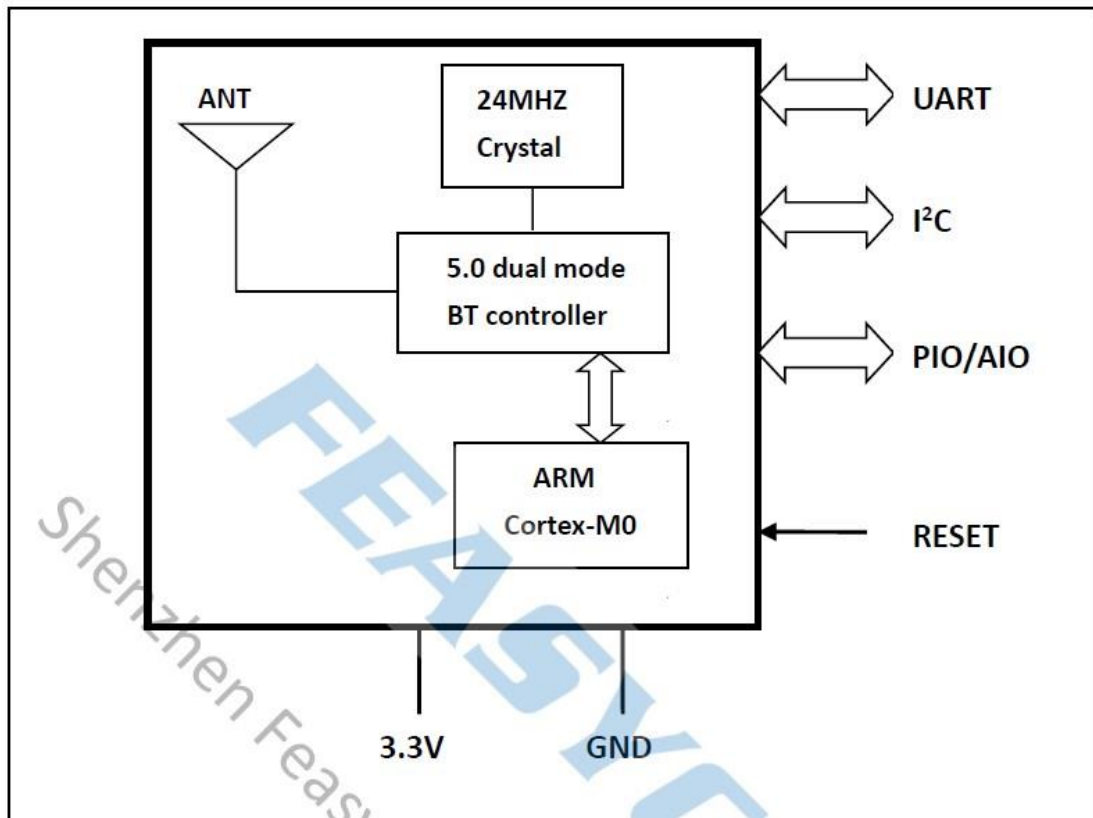 ANT
24MHZ
Crystal
5.0 dual mode
BT controller
ARM
Cortex-M0
UART
I²C
PIO/AIO
RESET
3.3V
GND
Shenzhen Feasy
FEASYC